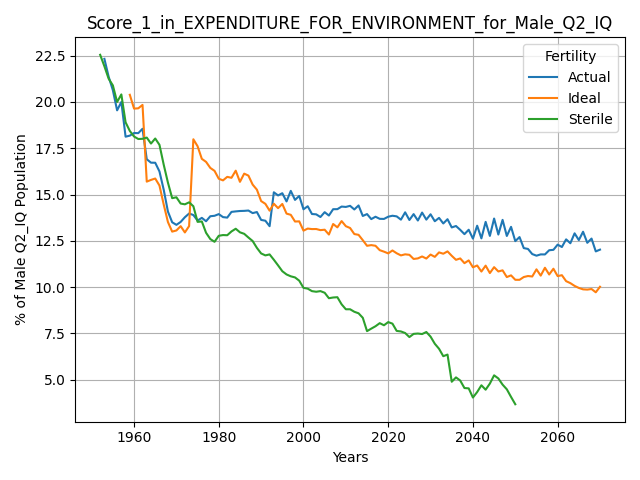 Score_1_in_EXPENDITURE_FOR_ENVIRONMENT_for_Male_Q2_IQ
Fertility
Actual
Ideal
Sterile
% of Male Q2_IQ Population
22.5
20.0
17.5
15.0
12.5
10.0
7.5
5.0
1960 1980 2000 2020 2040 2060
Years